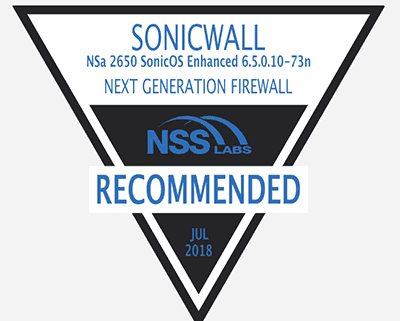 SONICWALL
NSa 2650 SonicOS Enhanced 6.5.0.10-73n
NEXT GENERATION FIREWALL
NSS
LABS
RECOMMENDED
JUL
2018